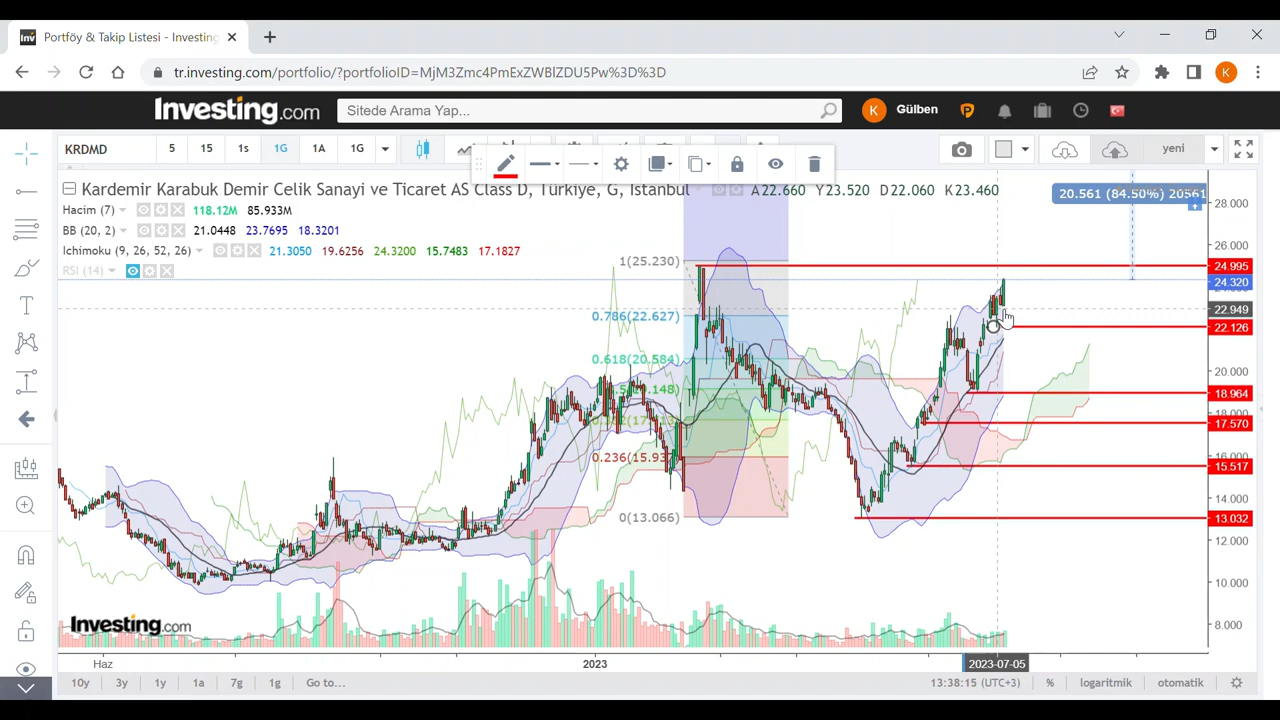 Portföy & Takip Listesi - Investing
tr.investing.com/portfolio/?portfolioID=MjM3Zmc4PmExZWBlZDU5Pw%3D%3D
K
Investing.com
Sitede Arama Yap...
K Gülben
KRDMD 5 15 1s 1G 1A 1G
yeni
Kardemir Karabuk Demir Celik Sanayi ve Ticaret AS Class D, Türkiye, G, Istanbul A22.660 Y23.520 D22.060 K23.460
20.561 (84.50%) 20561
Hacim (7) 118.12M 85.933M
BB (20, 2) 21.0448 23.7695 18.3201
Ichimoku (9, 26, 52, 26) 21.3050 19.6256 24.3200 15.7483 17.1827
RSI (14)
28.000
26.000
1(25.230)
24.995
24.320
22.949
0.786(22.627)
22.126
20.000
0.618(20.584)
18.964
18.000
17.570
16.000
0.236(15.937)
15.517
14.000
0(13.066)
13.032
12.000
10.000
8.000
Investing.com
Haz 2023 2023-07-05
10y 3y 1y 1a 7g 1g Go to... 13:38:15 (UTC+3) % logaritmik otomatik